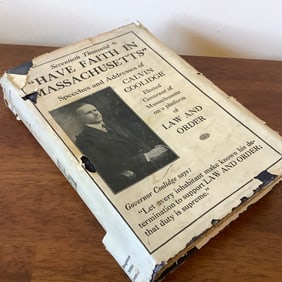 Seventieth Thousand
"HAVE FAITH IN
MASSACHUSETTS"
Speeches and Addresses of
CALVIN
COOLIDGE
Elected
Governor of
Massachusetts
on a platform
of
LAW AND
ORDER
Governor Coolidge says:
"Let every inhabitant make known his de-
termination to support LAW AND ORDER;
that duty is supreme."